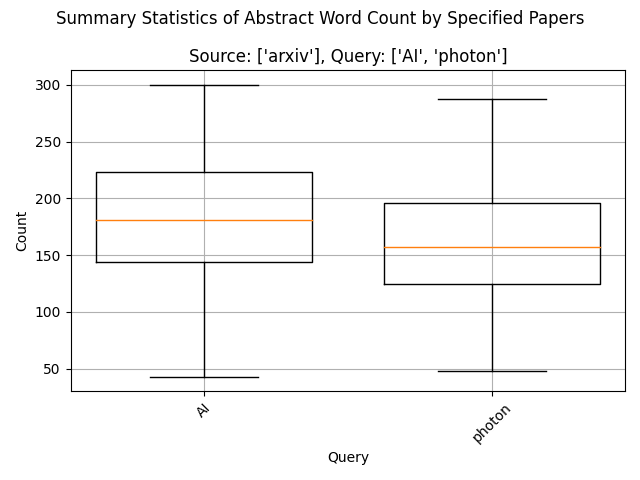 Summary Statistics of Abstract Word Count by Specified Papers
Source: ['arxiv'], Query: ['AI', 'photon']
300
250
200
150
100
50
Count
AI
photon
Query